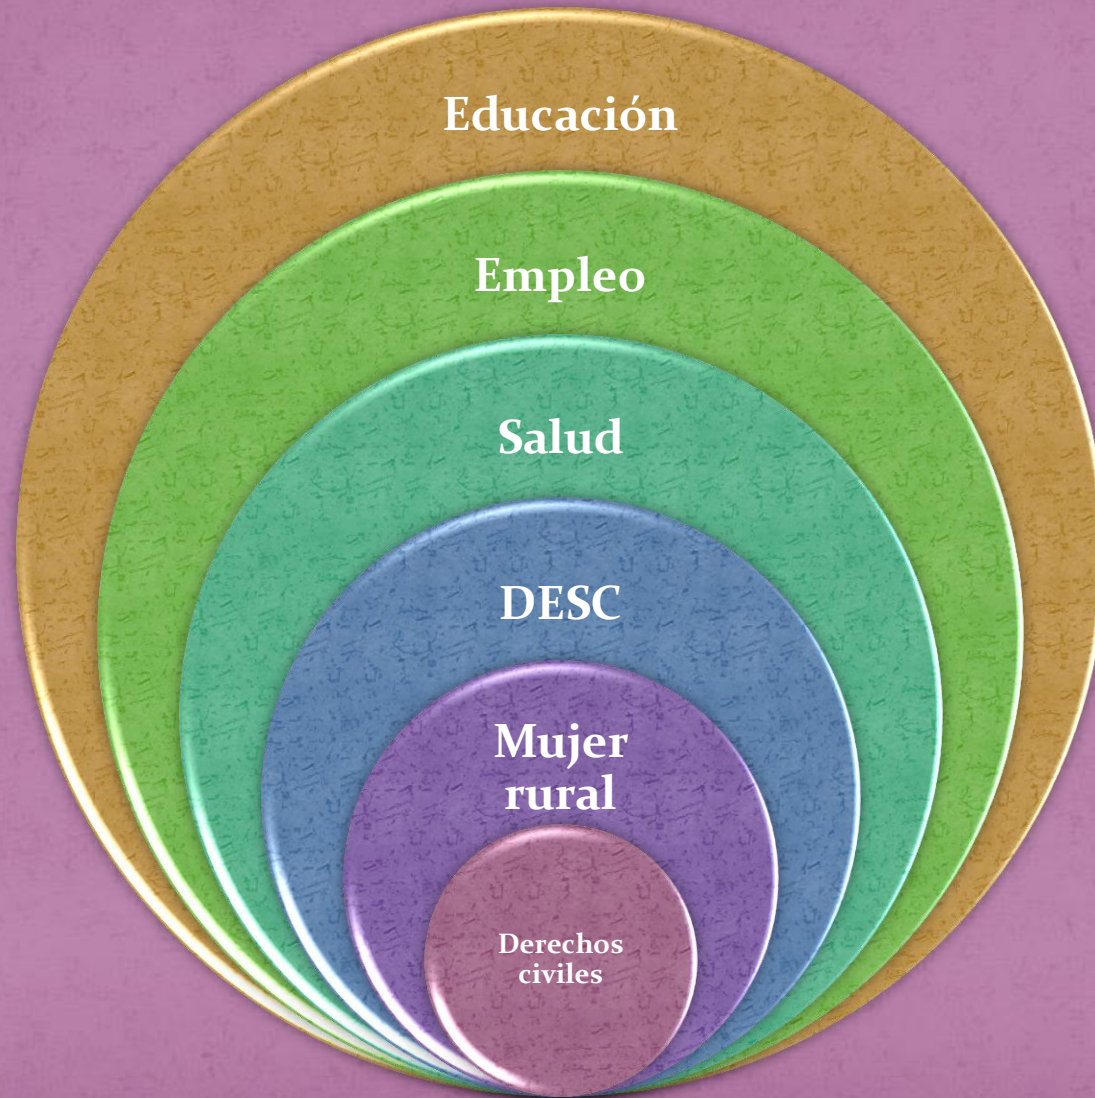 Educación
Empleo
Salud
DESC
Mujer
rural
Derechos
civiles